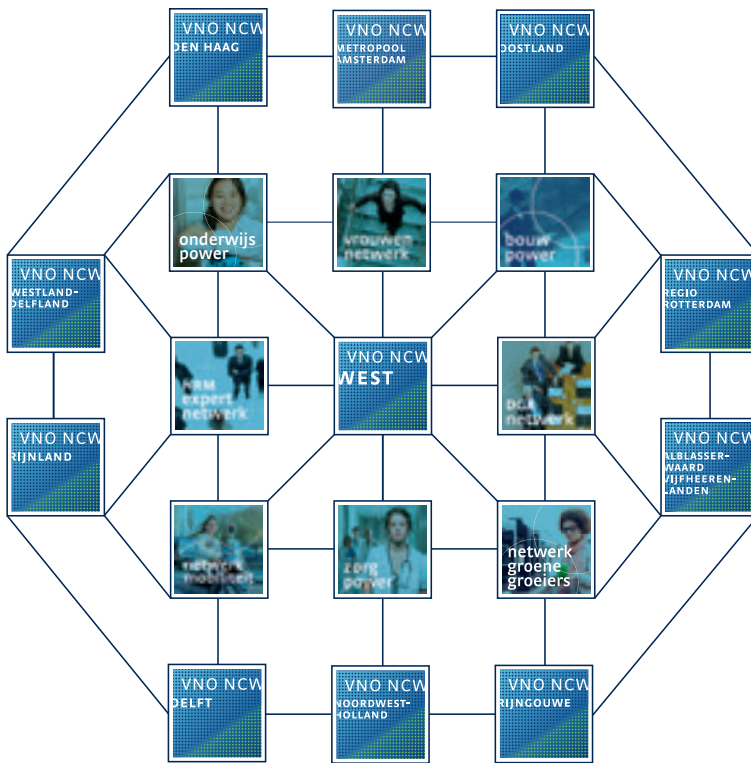 VNO NCW
DEN HAAG
VNO NCW
METROPOOL
AMSTERDAM
VNO NCW
OOSTLAND
onderwijs
power
vrouwen
netwerk
bouw
power
VNO NCW
WESTLAND-
DELFLAND
VNO NCW
REGIO
ROTTERDAM
HRM
expert
netwerk
VNO NCW
WEST
DGA
netwerk
VNO NCW
RIJNLAND
VNO NCW
ALBLASSER-
WAARD
VIJFHEEREN-
LANDEN
netwerk
mobiliteit
zorg
power
netwerk
groene
groeiers
VNO NCW
DELFT
VNO NCW
NOORDWEST-
HOLLAND
VNO NCW
RIJNGOUWE